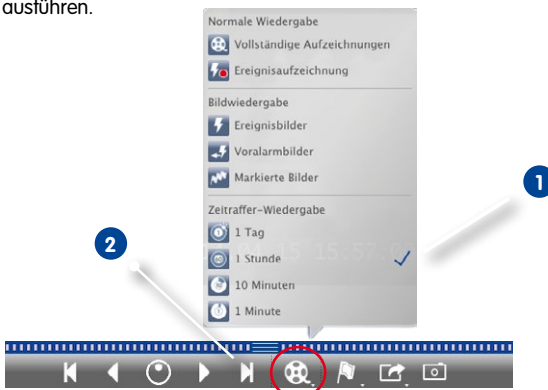 ausführen.
Normale Wiedergabe
Vollständige Aufzeichnungen
Ereignisaufzeichnung
Bildwiedergabe
Ereignisbilder
Voralarmbilder
Markierte Bilder
Zeitraffer-Wiedergabe
1 Tag
1 Stunde
10 Minuten
1 Minute
1
2